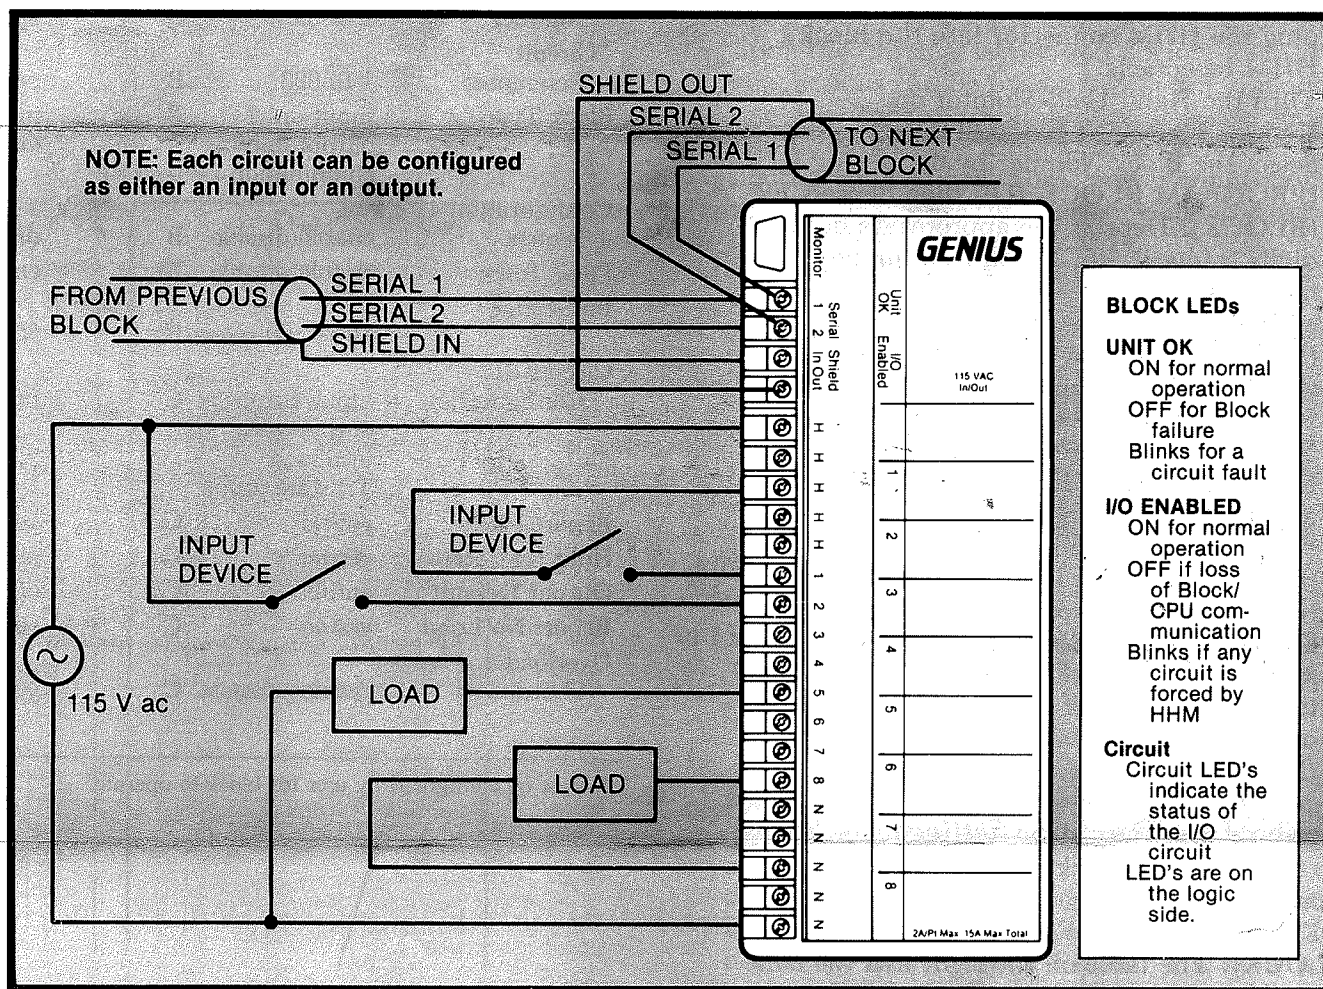 SHIELD OUT
SERIAL 2
SERIAL 1
TO NEXT
BLOCK
NOTE: Each circuit can be configured
as either an input or an output.
FROM PREVIOUS
BLOCK
SERIAL 1
SERIAL 2
SHIELD IN
INPUT
DEVICE
INPUT
DEVICE
115 V ac
LOAD
LOAD
Monitor
Serial Shield
1 2 In Out
H
H
H
H
H
1
2
3
4
5
6
7
8
N
N
N
N
N
Unit
OK
I/O
Enabled
1
2
3
4
5
6
7
8
GENIUS
115 VAC
In/Out
2A/Pt Max 15A Max Total
BLOCK LEDs
UNIT OK
ON for normal
operation
OFF for Block
failure
Blinks for a
circuit fault
I/O ENABLED
ON for normal
operation
OFF if loss
of Block/
CPU com-
munication
Blinks if any
circuit is
forced by
HHM
Circuit
Circuit LED's
indicate the
status of
the I/O
circuit
LED's are on
the logic
side.